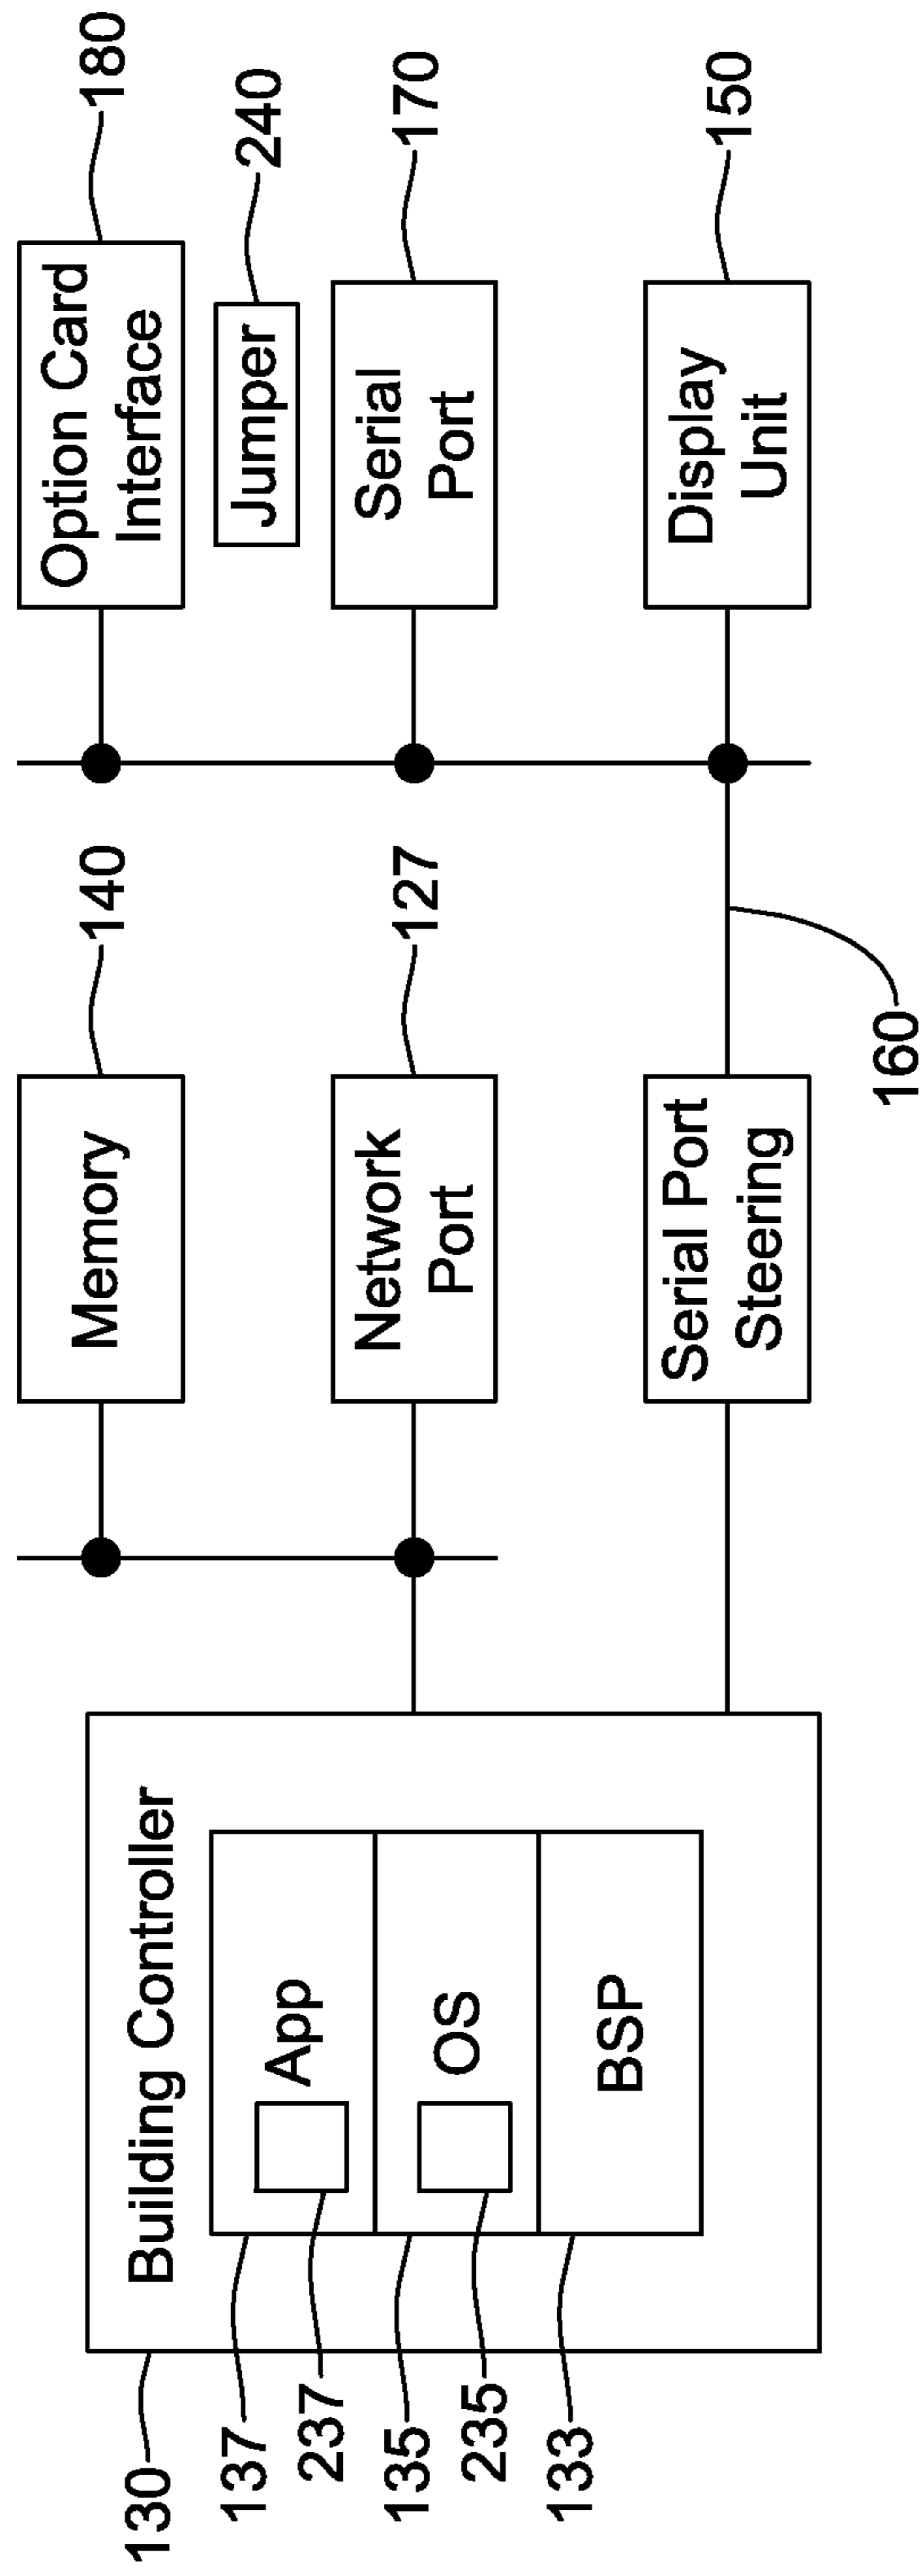 Building Controller
App
OS
BSP
130
137
237
135
235
133
Memory
140
Network
Port
127
Serial Port
Steering
160
Option Card
Interface
180
Jumper
240
Serial
Port
170
Display
Unit
150